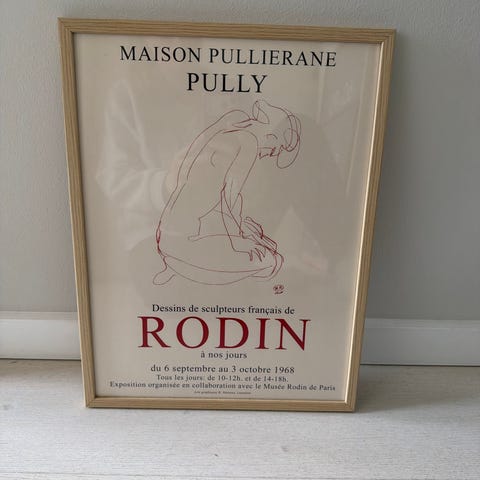 MAISON PULLIERANE
PULLY
Dessins de sculpteurs français de
RODIN
à nos jours
du 6 septembre au 3 octobre 1968
Tous les jours: de 10-12h. et de 14-18h.
Exposition organisée en collaboration avec le Musée Rodin de Paris